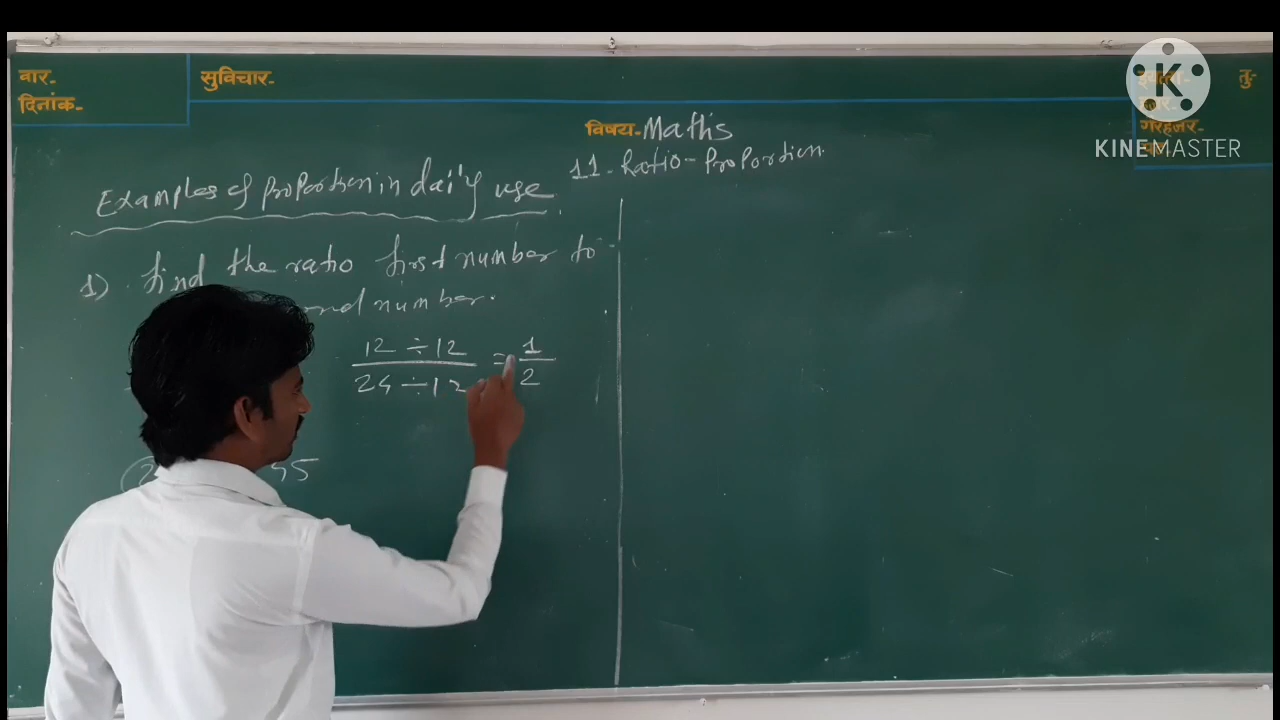 वार-
दिनांक-
सुविचार-
विषय- Maths
11. Ratio-Proportion.
KINEMASTER
Examples of Proportion in daily use.
1) find the ratio first number to
number.
12 ÷ 12 / 24 ÷ 12 = 1 / 2